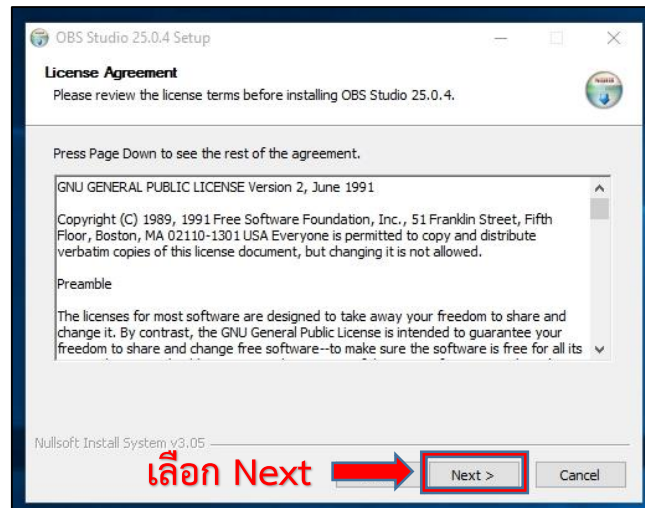 OBS Studio 25.0.4 Setup
License Agreement
Please review the license terms before installing OBS Studio 25.0.4.
Press Page Down to see the rest of the agreement.
GNU GENERAL PUBLIC LICENSE Version 2, June 1991
Copyright (C) 1989, 1991 Free Software Foundation, Inc., 51 Franklin Street, Fifth
Floor, Boston, MA 02110-1301 USA Everyone is permitted to copy and distribute
verbatim copies of this license document, but changing it is not allowed.
Preamble
The licenses for most software are designed to take away your freedom to share and
change it. By contrast, the GNU General Public License is intended to guarantee your
freedom to share and change free software--to make sure the software is free for all its
Nullsoft Install System v3.05
เลือก Next
Next >
Cancel